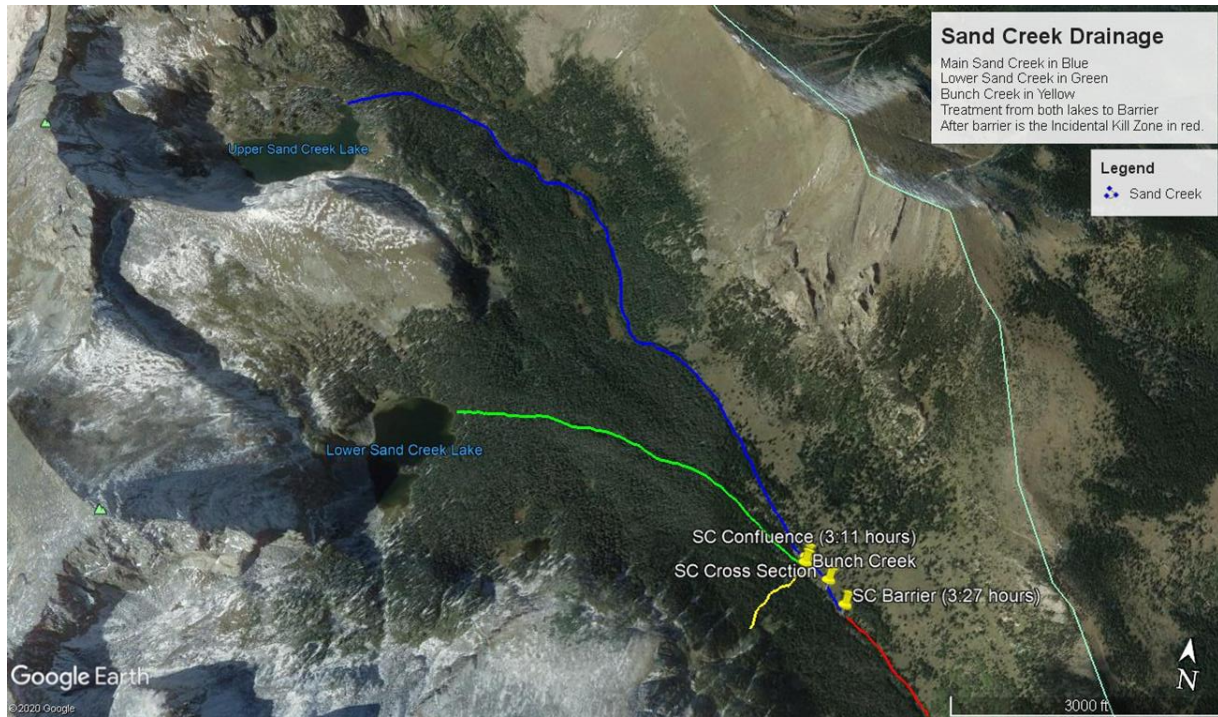 Sand Creek Drainage
Main Sand Creek in Blue
Lower Sand Creek in Green
Bunch Creek in Yellow
Treatment from both lakes to Barrier
After barrier is the Incidental Kill Zone in red.
Legend
Sand Creek
Upper Sand Creek Lake
Lower Sand Creek Lake
SC Confluence (3:11 hours)
Bunch Creek
SC Cross Section
SC Barrier (3:27 hours)
Google Earth
©2020 Google
N
3000 ft